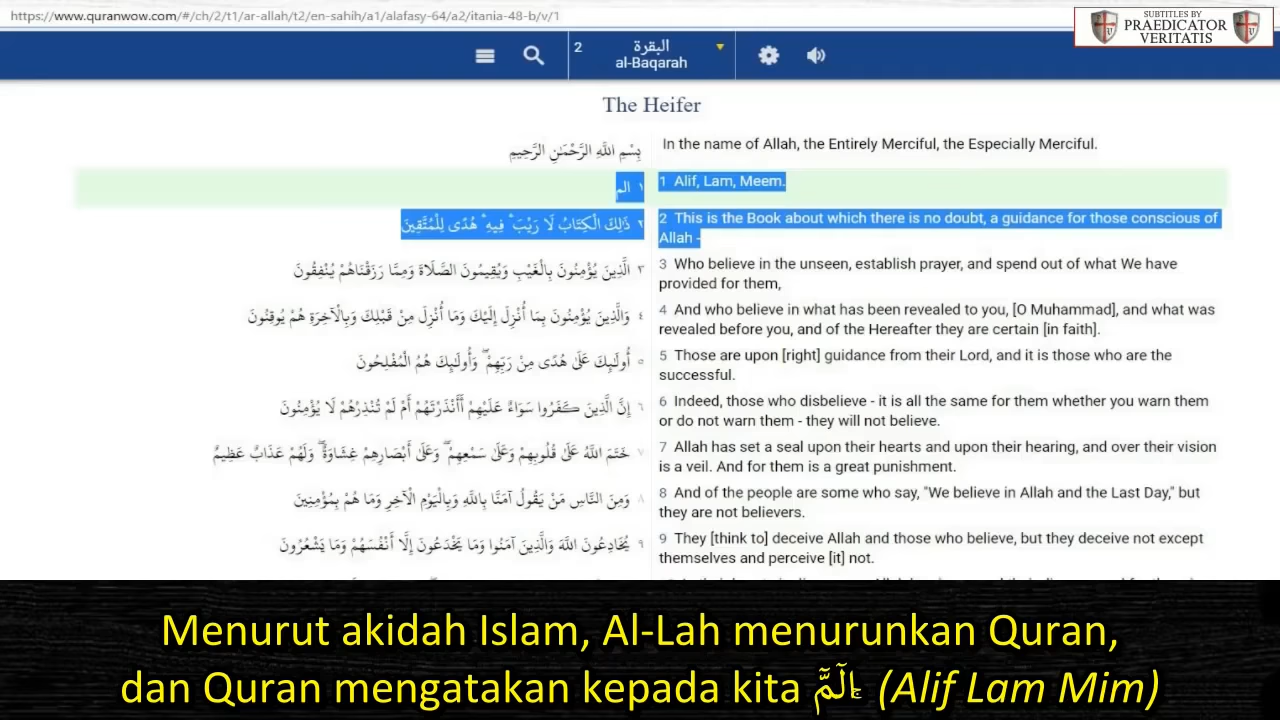 https://www.quranwow.com/#/ch/2/t1/ar-allah/t2/en-sahih/a1/alafasy-64/a2/itania-48-b/v/1
SUBTITLES BY
PRAEDICATOR
VERITATIS
2 البقرة
al-Baqarah
The Heifer
بِسْمِ اللَّهِ الرَّحْمَٰنِ الرَّحِيمِ
In the name of Allah, the Entirely Merciful, the Especially Merciful.
١ الم
1 Alif, Lam, Meem.
٢ ذَٰلِكَ الْكِتَابُ لَا رَيْبَ ۛ فِيهِ ۛ هُدًى لِلْمُتَّقِينَ
2 This is the Book about which there is no doubt, a guidance for those conscious of
Allah -
٣ الَّذِينَ يُؤْمِنُونَ بِالْغَيْبِ وَيُقِيمُونَ الصَّلَاةَ وَمِمَّا رَزَقْنَاهُمْ يُنْفِقُونَ
3 Who believe in the unseen, establish prayer, and spend out of what We have
provided for them,
٤ وَالَّذِينَ يُؤْمِنُونَ بِمَا أُنْزِلَ إِلَيْكَ وَمَا أُنْزِلَ مِنْ قَبْلِكَ وَبِالْآخِرَةِ هُمْ يُوقِنُونَ
4 And who believe in what has been revealed to you, [O Muhammad], and what was
revealed before you, and of the Hereafter they are certain [in faith].
٥ أُولَٰئِكَ عَلَىٰ هُدًى مِنْ رَبِّهِمْ ۖ وَأُولَٰئِكَ هُمُ الْمُفْلِحُونَ
5 Those are upon [right] guidance from their Lord, and it is those who are the
successful.
٦ إِنَّ الَّذِينَ كَفَرُوا سَوَاءٌ عَلَيْهِمْ أَأَنْذَرْتَهُمْ أَمْ لَمْ تُنْذِرْهُمْ لَا يُؤْمِنُونَ
6 Indeed, those who disbelieve - it is all the same for them whether you warn them
or do not warn them - they will not believe.
٧ خَتَمَ اللَّهُ عَلَىٰ قُلُوبِهِمْ وَعَلَىٰ سَمْعِهِمْ ۖ وَعَلَىٰ أَبْصَارِهِمْ غِشَاوَةٌ ۖ وَلَهُمْ عَذَابٌ عَظِيمٌ
7 Allah has set a seal upon their hearts and upon their hearing, and over their vision
is a veil. And for them is a great punishment.
٨ وَمِنَ النَّاسِ مَنْ يَقُولُ آمَنَّا بِاللَّهِ وَبِالْيَوْمِ الْآخِرِ وَمَا هُمْ بِمُؤْمِنِينَ
8 And of the people are some who say, "We believe in Allah and the Last Day," but
they are not believers.
٩ يُخَادِعُونَ اللَّهَ وَالَّذِينَ آمَنُوا وَمَا يَخْدَعُونَ إِلَّا أَنْفُسَهُمْ وَمَا يَشْعُرُونَ
9 They [think to] deceive Allah and those who believe, but they deceive not except
themselves and perceive [it] not.
Menurut akidah Islam, Al-Lah menurunkan Quran,
dan Quran mengatakan kepada kita الٓمّٓ (Alif Lam Mim)